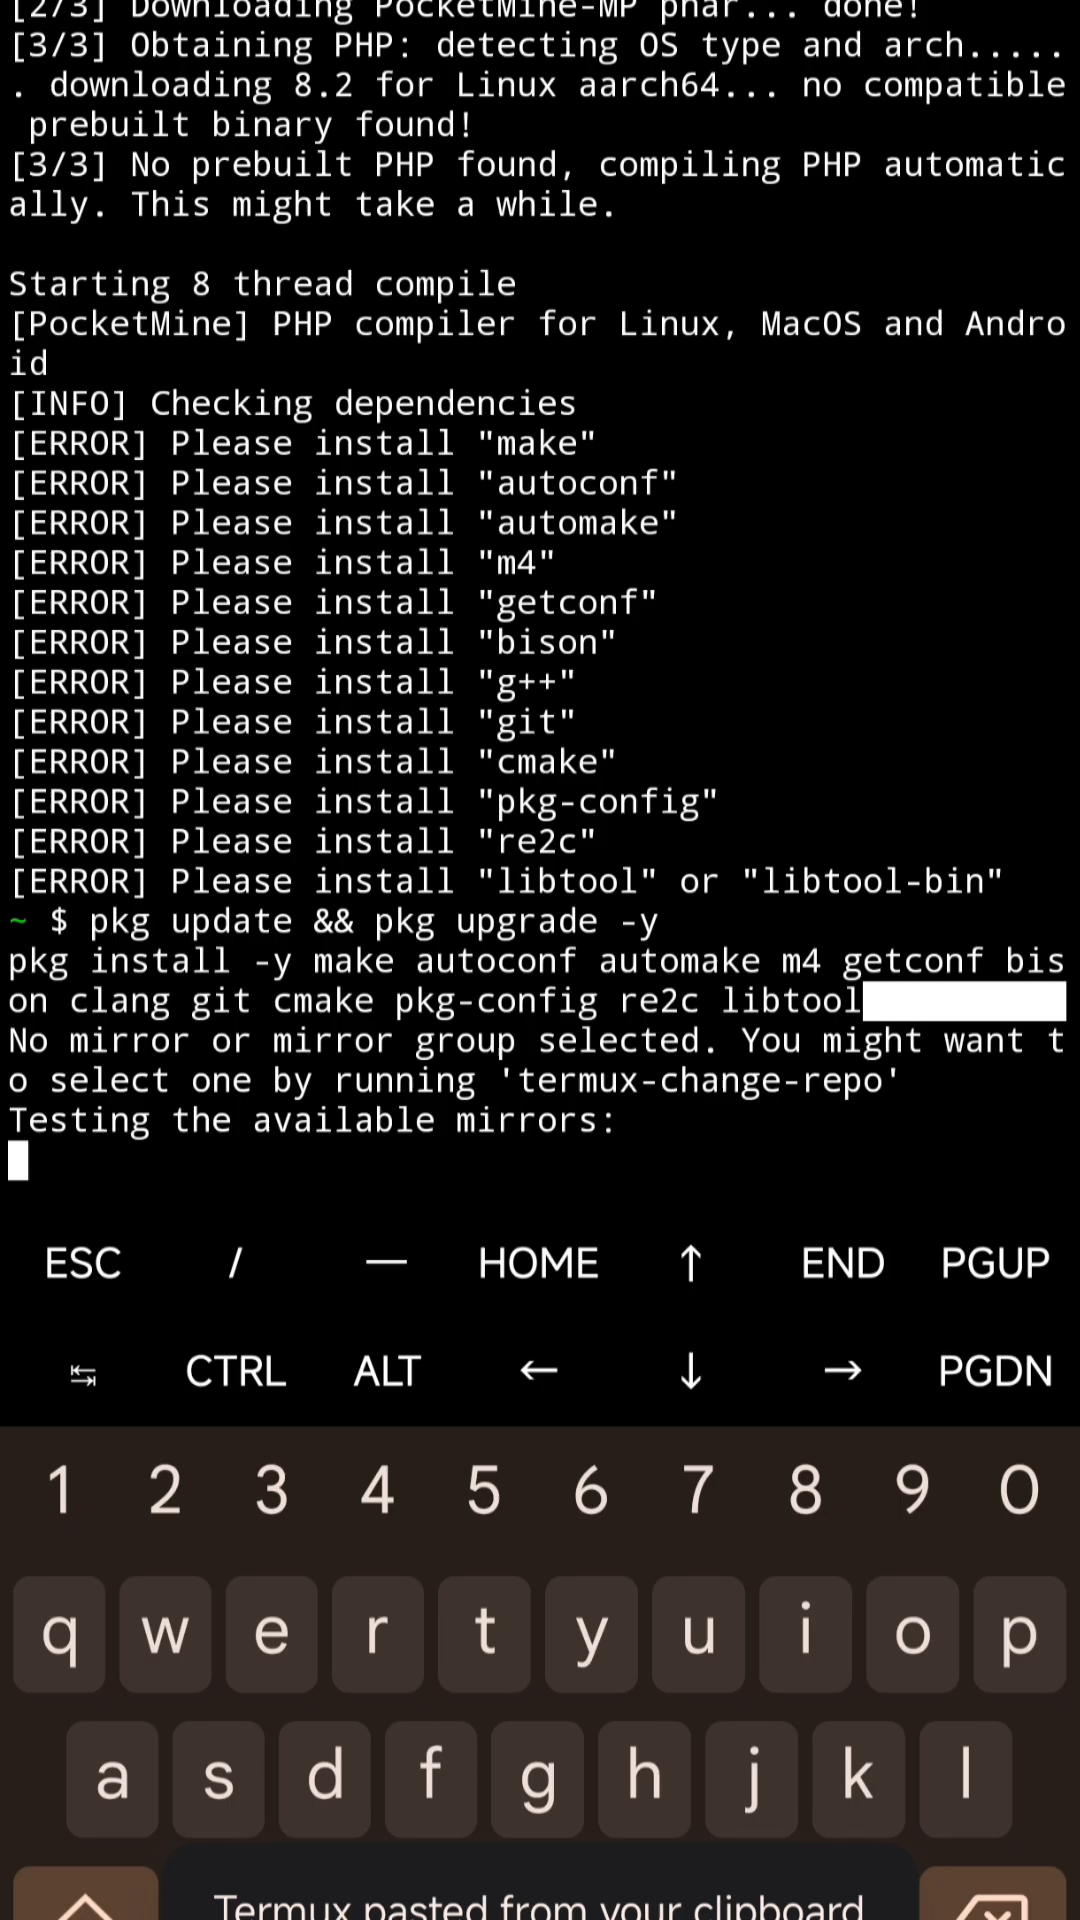 [2/3] Downloading PocketMine-MP phar... done!
[3/3] Obtaining PHP: detecting OS type and arch.....
. downloading 8.2 for Linux aarch64... no compatible
prebuilt binary found!
[3/3] No prebuilt PHP found, compiling PHP automatic
ally. This might take a while.
Starting 8 thread compile
[PocketMine] PHP compiler for Linux, MacOS and Andro
id
[INFO] Checking dependencies
[ERROR] Please install "make"
[ERROR] Please install "autoconf"
[ERROR] Please install "automake"
[ERROR] Please install "m4"
[ERROR] Please install "getconf"
[ERROR] Please install "bison"
[ERROR] Please install "g++"
[ERROR] Please install "git"
[ERROR] Please install "cmake"
[ERROR] Please install "pkg-config"
[ERROR] Please install "re2c"
[ERROR] Please install "libtool" or "libtool-bin"
~ $ pkg update && pkg upgrade -y
pkg install -y make autoconf automake m4 getconf bis
on clang git cmake pkg-config re2c libtool
No mirror or mirror group selected. You might want t
o select one by running 'termux-change-repo'
Testing the available mirrors:
ESC / — HOME ↑ END PGUP
↹ CTRL ALT ← ↓ → PGDN
1 2 3 4 5 6 7 8 9 0
q w e r t y u i o p
a s d f g h j k l
Termux pasted from your clipboard